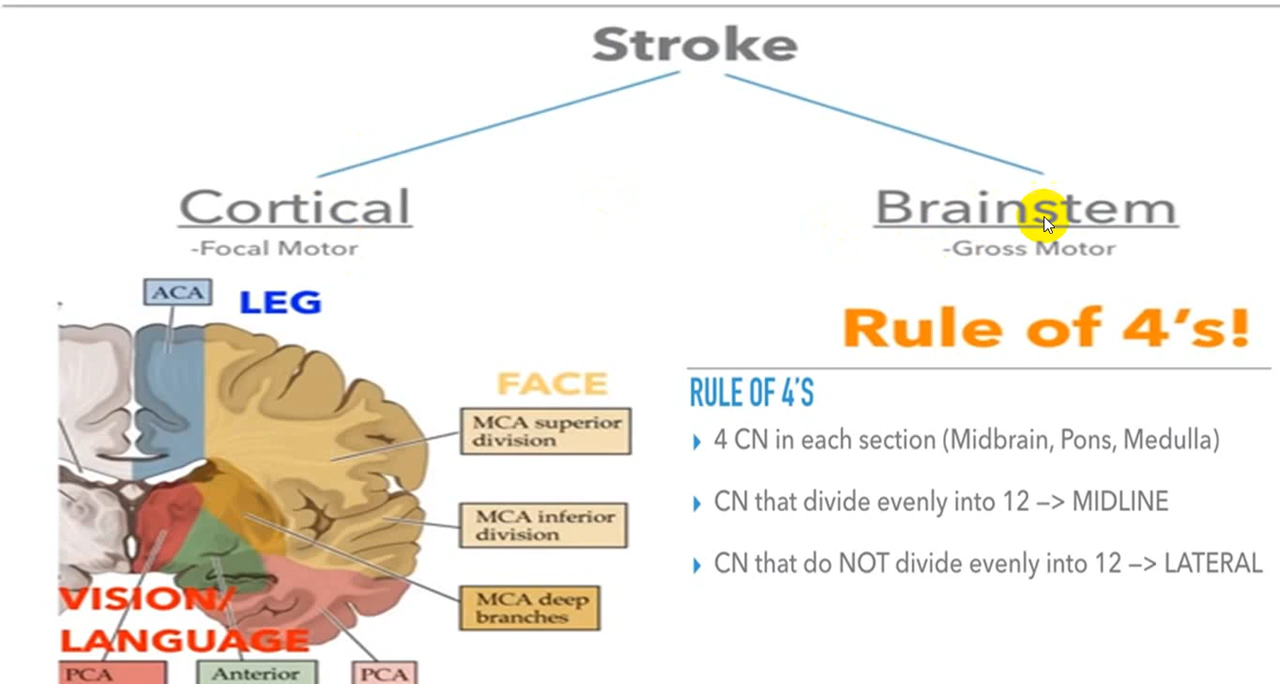 Stroke
Cortical
-Focal Motor
Brainstem
-Gross Motor
ACA
LEG
FACE
MCA superior
division
MCA inferior
division
MCA deep
branches
VISION/
LANGUAGE
PCA
Anterior
PCA
Rule of 4's!
RULE OF 4'S
4 CN in each section (Midbrain, Pons, Medulla)
CN that divide evenly into 12 –> MIDLINE
CN that do NOT divide evenly into 12 –> LATERAL